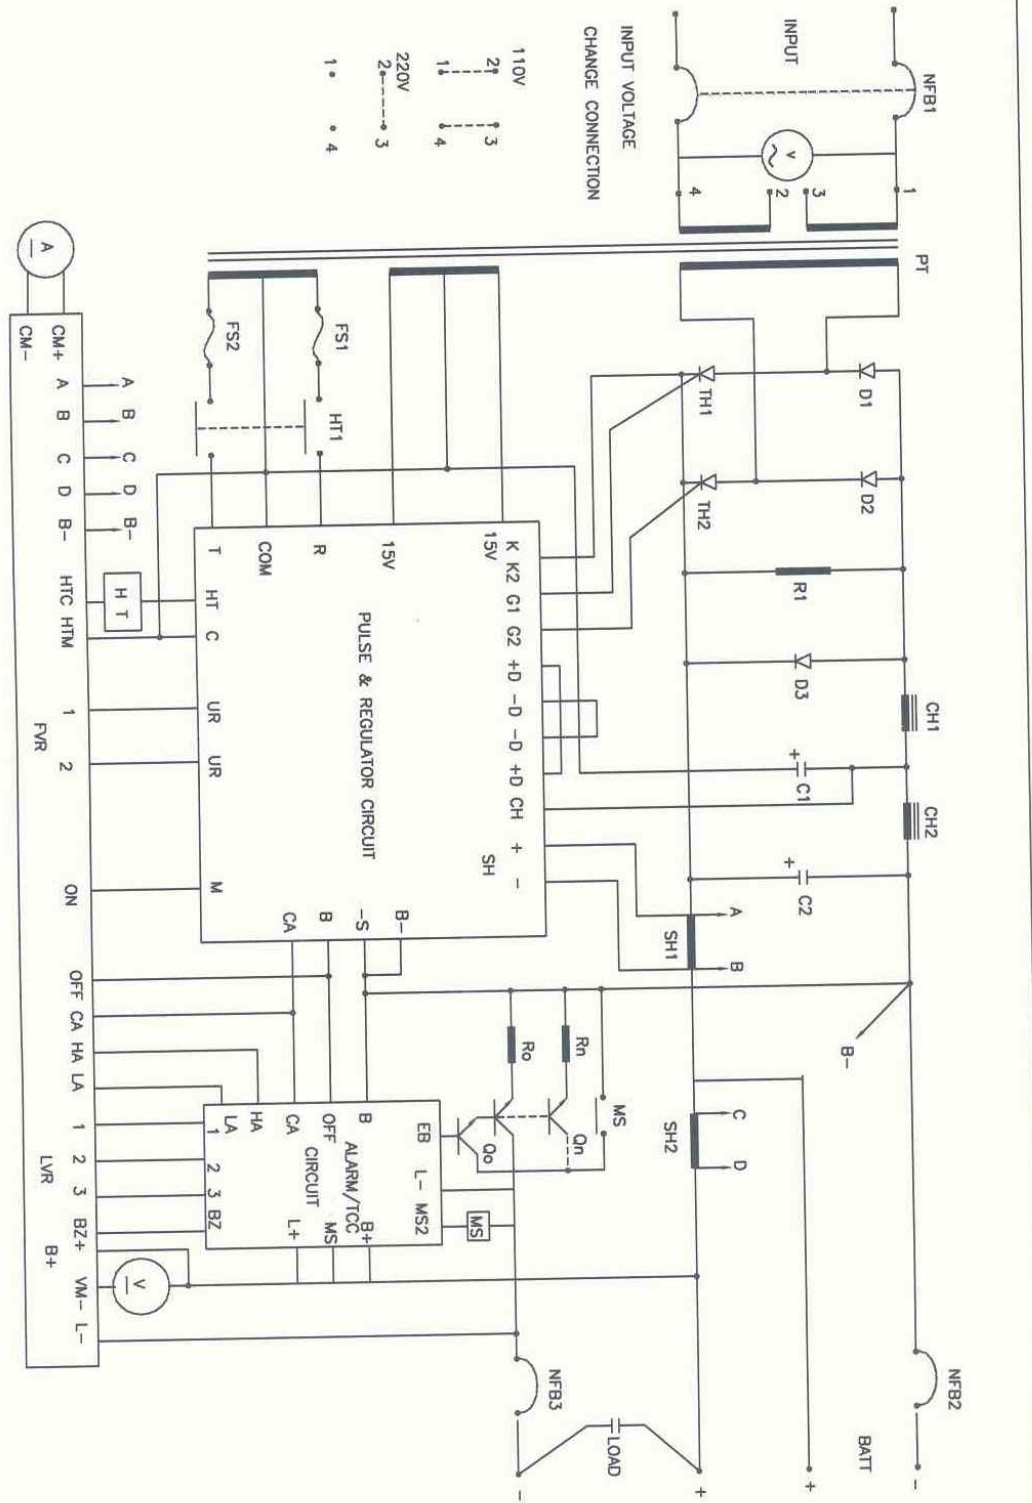 INPUT
NFB1
INPUT VOLTAGE
CHANGE CONNECTION
110V
2 3
1 4
220V
2 3
1 4
V
1
3
2
4
PT
D1
D2
TH1
TH2
R1
D3
CH1
C1
+
CH2
C2
+
FS1
FS2
HT1
A
B
SH1
B-
C
D
SH2
NFB2
BATT
-
+
K K2 G1 G2 +D -D -D +D CH + -
15V
SH
15V
R
COM
T
PULSE & REGULATOR CIRCUIT
HT C UR UR M
CA
B
-S
B-
Ro
Rn
MS
Qo
Qn
EB L- MS2
MS
B
OFF
CA
HA
LA
ALARM/TCC
CIRCUIT
B+
MS
L+
1 2 3 BZ
NFB3
LOAD
+
-
A
CM+
CM-
A B C D B-
A B C D B-
H T
HTC HTM
1 2
FVR
ON OFF CA HA LA
1 2 3
LVR
BZ+
B+
VM-
L-
V